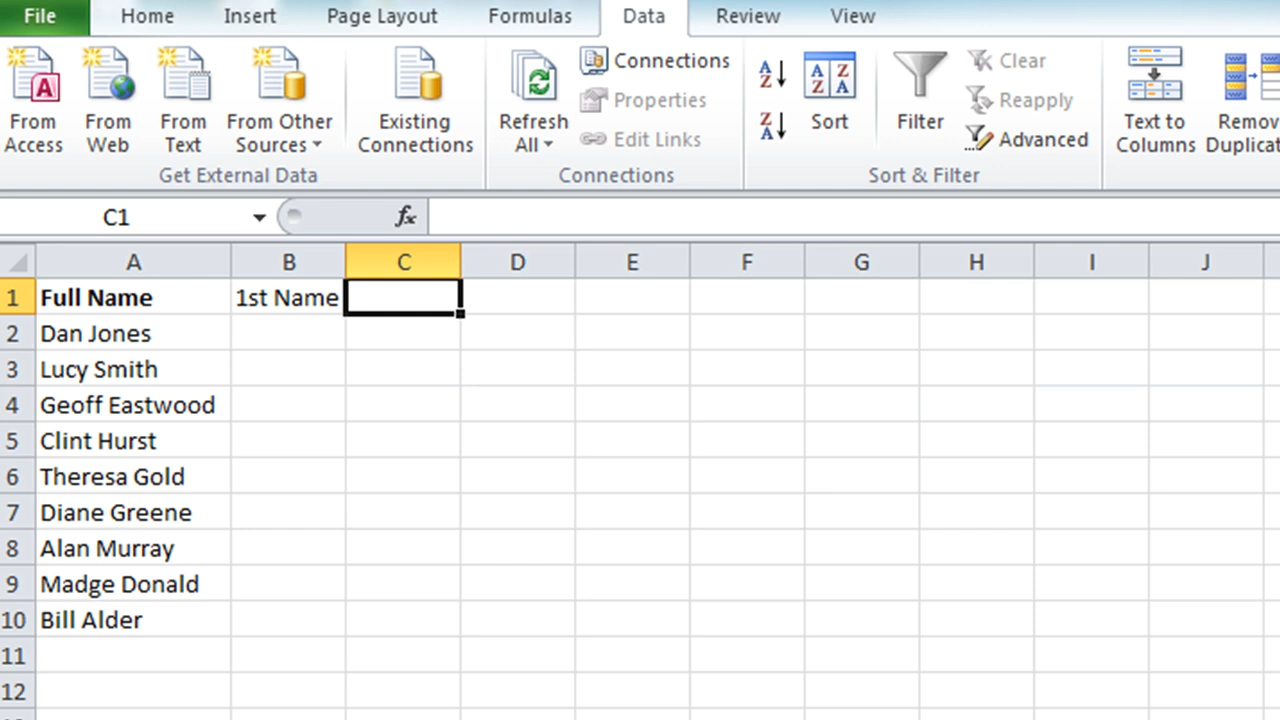 File Home Insert Page Layout Formulas Data Review View
From Access
From Web
From Text
From Other Sources
Existing Connections
Get External Data
Refresh All
Connections
Properties
Edit Links
Connections
A Z
Z A
A Z Z A
Sort
Filter
Clear
Reapply
Advanced
Sort & Filter
Text to Columns
Remov
Duplicat
C1 fx
A B C D E F G H I J
1 Full Name 1st Name
2 Dan Jones
3 Lucy Smith
4 Geoff Eastwood
5 Clint Hurst
6 Theresa Gold
7 Diane Greene
8 Alan Murray
9 Madge Donald
10 Bill Alder
11
12